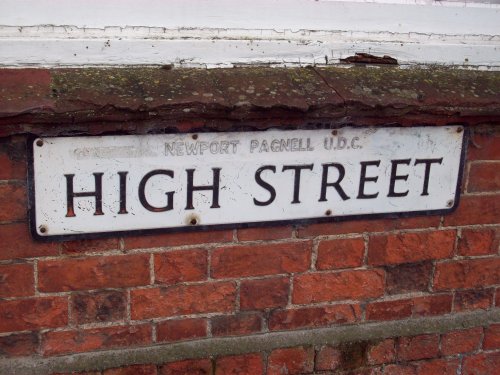 NEWPORT PAGNELL U.D.C.
HIGH STREET